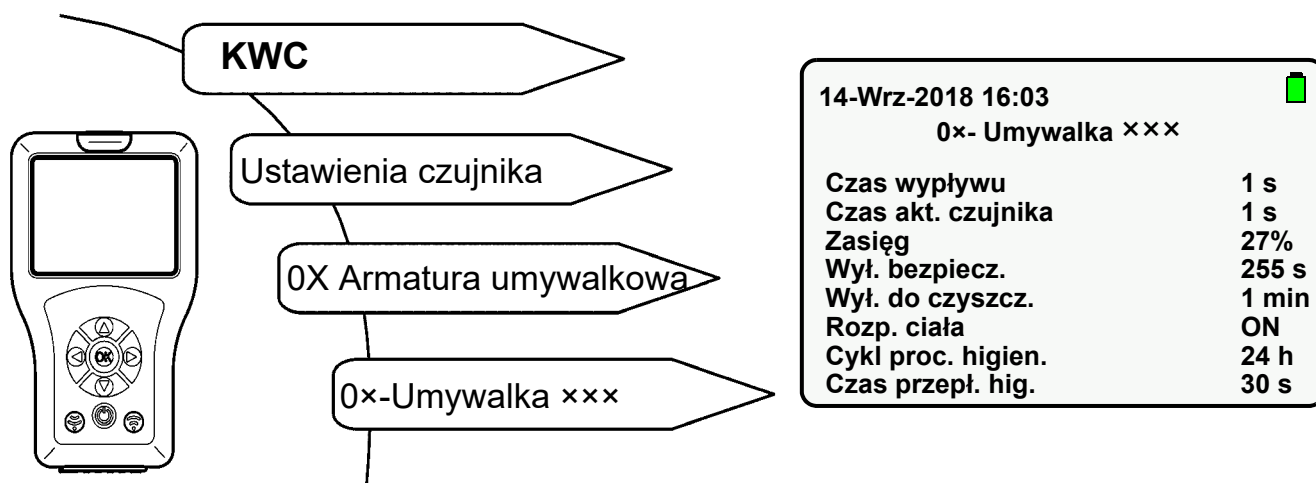 KWC
Ustawienia czujnika
0X Armatura umywalkowa
0×-Umywalka ×××
OK
14-Wrz-2018 16:03
0×- Umywalka ×××
Czas wypływu 1 s
Czas akt. czujnika 1 s
Zasięg 27%
Wył. bezpiecz. 255 s
Wył. do czyszcz. 1 min
Rozp. ciała ON
Cykl proc. higien. 24 h
Czas przepł. hig. 30 s